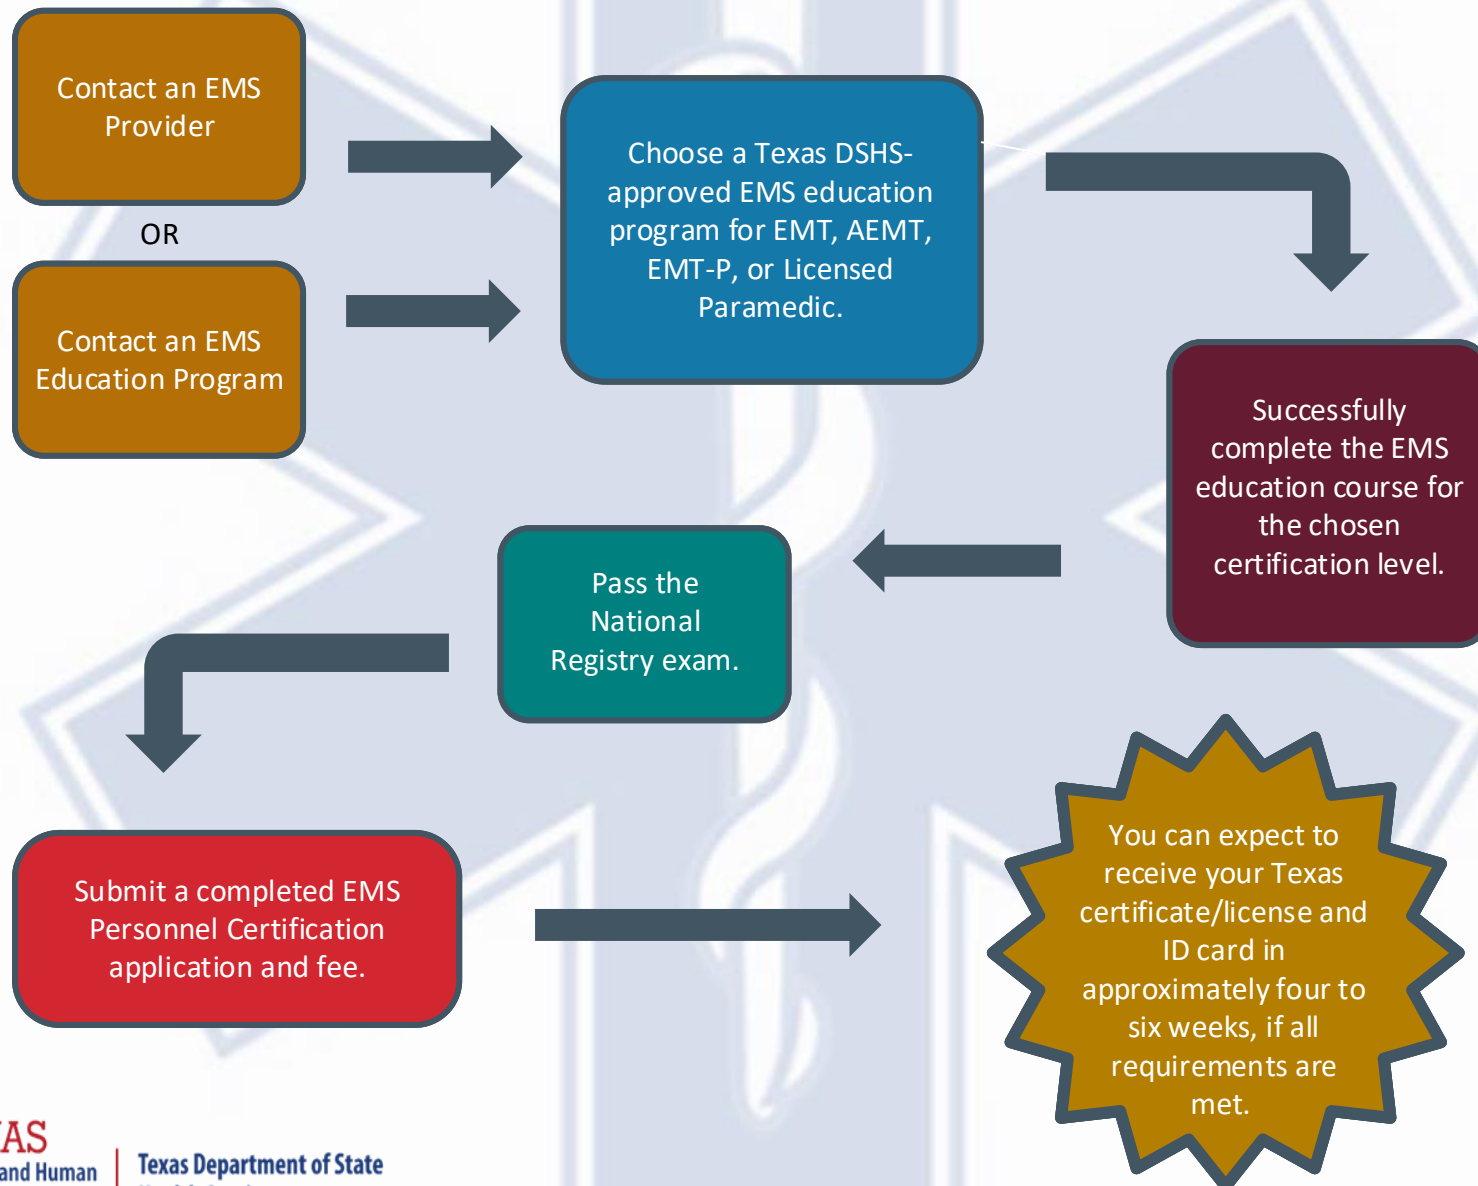 Contact an EMS
Provider
OR
Contact an EMS
Education Program
Choose a Texas DSHS-
approved EMS education
program for EMT, AEMT,
EMT-P, or Licensed
Paramedic.
Successfully
complete the EMS
education course for
the chosen
certification level.
Pass the
National
Registry exam.
Submit a completed EMS
Personnel Certification
application and fee.
You can expect to
receive your Texas
certificate/license and
ID card in
approximately four to
six weeks, if all
requirements are
met.
and Human
Texas Department of State